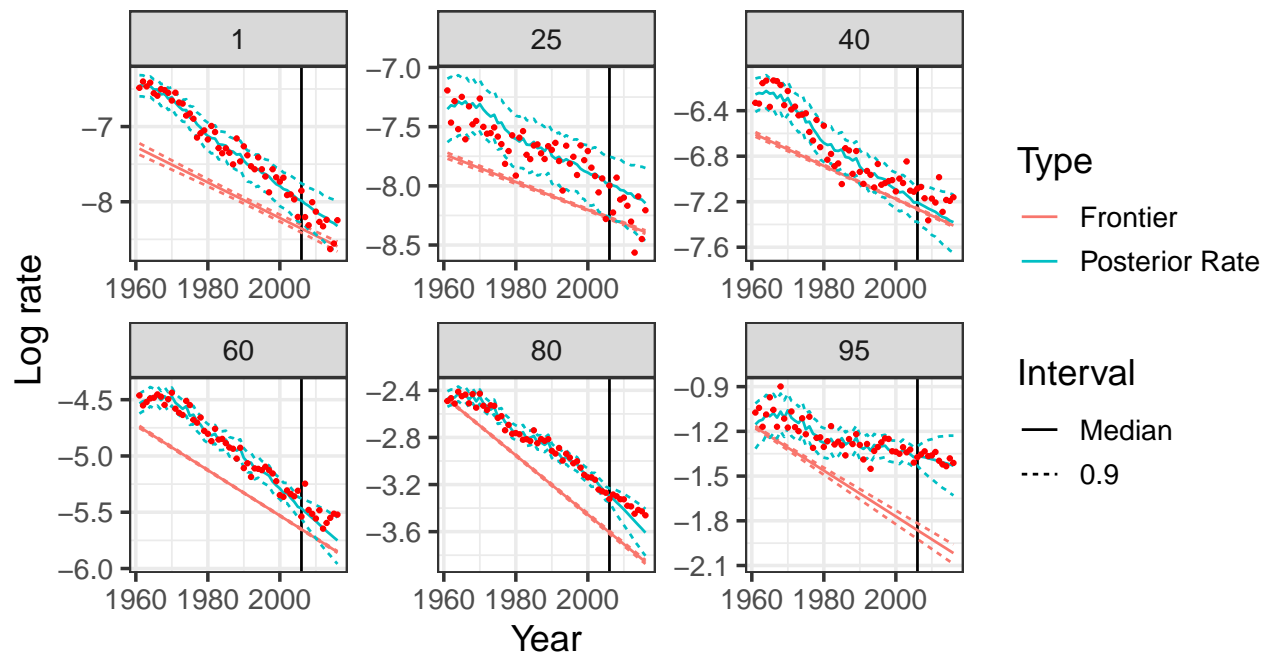 1
25
40
−7
−8
−7.0
−7.5
−8.0
−8.5
−6.4
−6.8
−7.2
−7.6
1960 1980 2000
1960 1980 2000
1960 1980 2000
60
80
95
−4.5
−5.0
−5.5
−6.0
−2.4
−2.8
−3.2
−3.6
−0.9
−1.2
−1.5
−1.8
−2.1
1960 1980 2000
1960 1980 2000
1960 1980 2000
Log rate
Year
Type
Frontier
Posterior Rate
Interval
Median
0.9